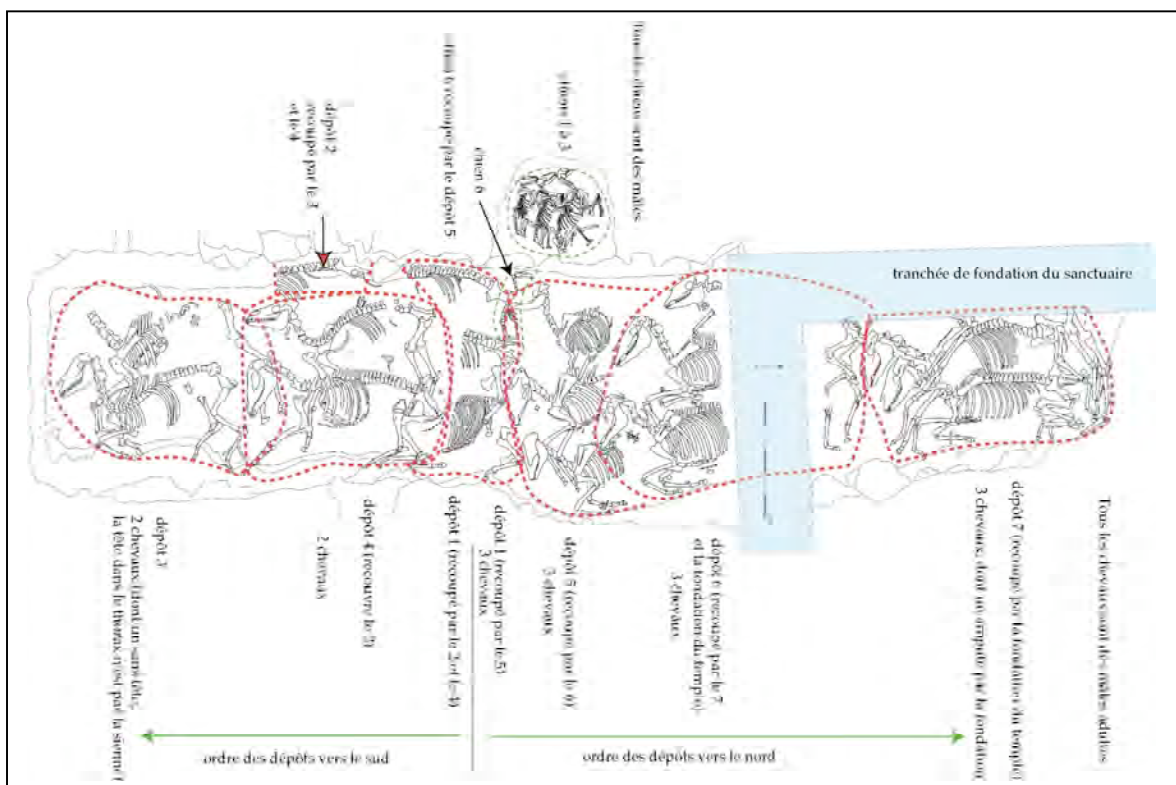 Tous les chiens sont des mâles
chiens 1 à 3
chien 6
recoupé par le dépôt 5
dépôt 2
recoupé par le 3
et le 4
tranchée de fondation du sanctuaire
dépôt 3
2 chevaux (dont un sans tête,
la tête dans le thorax n'est pas la sienne)
dépôt 4 (recouvre le 2)
2 chevaux
dépôt 1 (recoupé par le 2 et le 4)
dépôt 1 (recoupé par le 5)
3 chevaux
dépôt 5 (recoupé par le 6)
3 chevaux
dépôt 6 (recoupé par le 7
et la fondation du temple)
3 chevaux
dépôt 7 (recoupé par la fondation du temple)
3 chevaux, dont un amputé par la fondation
Tous les chevaux sont des mâles adultes
ordre des dépôts vers le sud
ordre des dépôts vers le nord